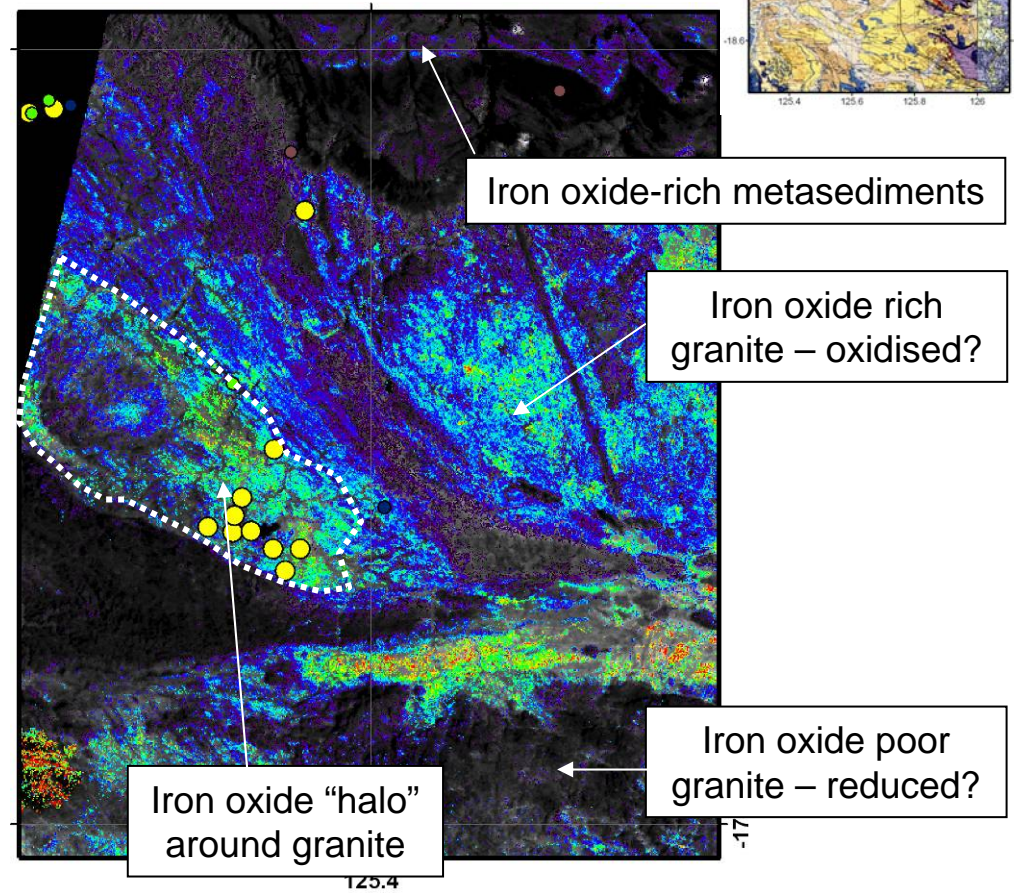 -18.6
125.4 125.6 125.8 126
Iron oxide-rich metasediments
Iron oxide rich
granite – oxidised?
Iron oxide poor
granite – reduced?
Iron oxide “halo”
around granite
-17
125.4